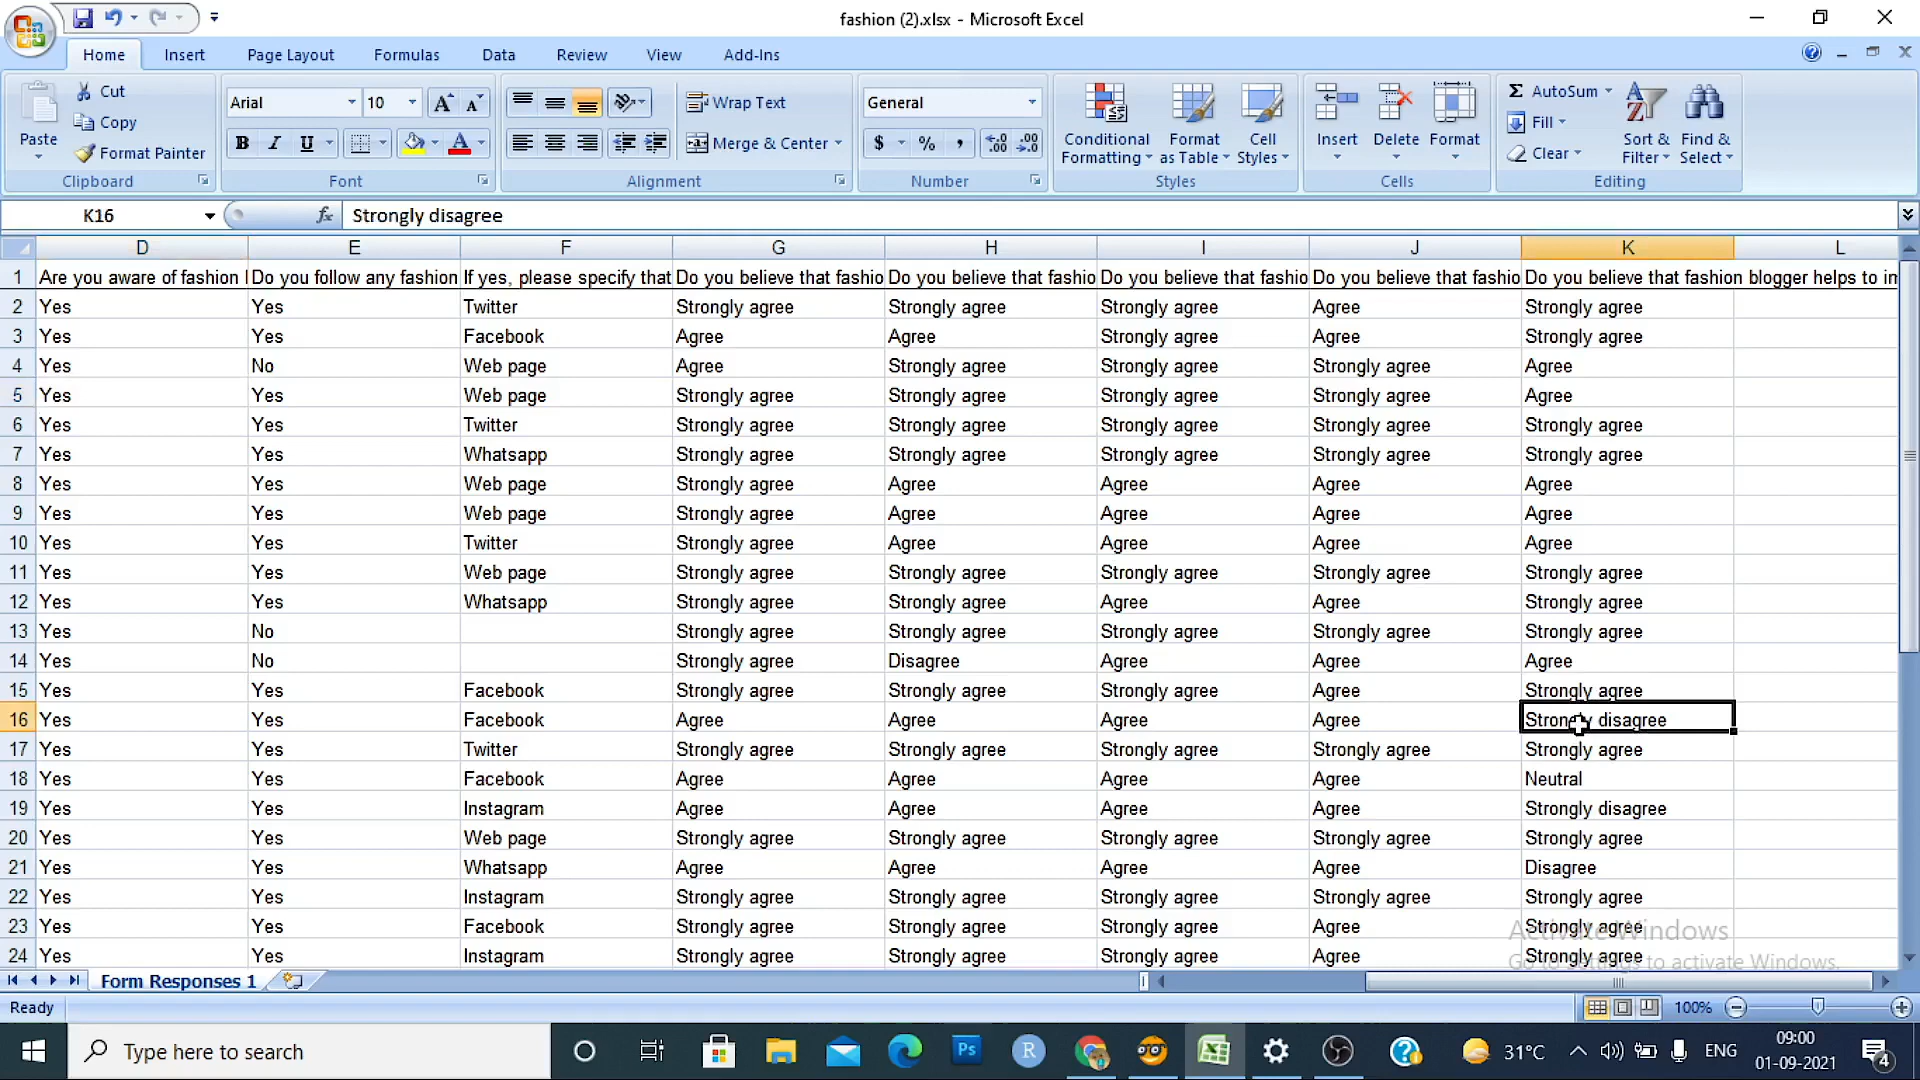 fashion (2).xlsx - Microsoft Excel
Home Insert Page Layout Formulas Data Review View Add-Ins
Paste
Cut
Copy
Format Painter
Clipboard
Arial 10
B I U
Font
Wrap Text
Merge & Center
Alignment
General
$ % ,
Number
Conditional Formatting
Format as Table
Cell Styles
Styles
Insert Delete Format
Cells
AutoSum
Fill
Clear
Sort & Filter
Find & Select
Editing
K16 fx Strongly disagree
D E F G H I J K L
1 Are you aware of fashion Do you follow any fashion If yes, please specify that Do you believe that fashio Do you believe that fashio Do you believe that fashio Do you believe that fashio Do you believe that fashion blogger helps to in
2 Yes Yes Twitter Strongly agree Strongly agree Strongly agree Agree Strongly agree
3 Yes Yes Facebook Agree Agree Strongly agree Agree Strongly agree
4 Yes No Web page Agree Strongly agree Strongly agree Strongly agree Agree
5 Yes Yes Web page Strongly agree Strongly agree Strongly agree Strongly agree Agree
6 Yes Yes Twitter Strongly agree Strongly agree Strongly agree Strongly agree Strongly agree
7 Yes Yes Whatsapp Strongly agree Strongly agree Strongly agree Strongly agree Strongly agree
8 Yes Yes Web page Strongly agree Agree Agree Agree Agree
9 Yes Yes Web page Strongly agree Agree Agree Agree Agree
10 Yes Yes Twitter Strongly agree Agree Agree Agree Agree
11 Yes Yes Web page Strongly agree Strongly agree Strongly agree Strongly agree Strongly agree
12 Yes Yes Whatsapp Strongly agree Strongly agree Agree Agree Strongly agree
13 Yes No Strongly agree Strongly agree Strongly agree Strongly agree Strongly agree
14 Yes No Strongly agree Disagree Agree Agree Agree
15 Yes Yes Facebook Strongly agree Strongly agree Strongly agree Agree Strongly agree
16 Yes Yes Facebook Agree Agree Agree Agree Strongly disagree
17 Yes Yes Twitter Strongly agree Strongly agree Strongly agree Strongly agree Strongly agree
18 Yes Yes Facebook Agree Agree Agree Agree Neutral
19 Yes Yes Instagram Agree Agree Agree Agree Strongly disagree
20 Yes Yes Web page Strongly agree Strongly agree Strongly agree Strongly agree Strongly agree
21 Yes Yes Whatsapp Agree Agree Agree Agree Disagree
22 Yes Yes Instagram Strongly agree Strongly agree Strongly agree Strongly agree Strongly agree
23 Yes Yes Facebook Strongly agree Strongly agree Strongly agree Agree Strongly agree
24 Yes Yes Instagram Strongly agree Strongly agree Strongly agree Agree Strongly agree
Activate Windows
Go to Settings to activate Windows.
Form Responses 1
Ready 100%
Type here to search
Ps R 31°C ENG
09:00
01-09-2021
4